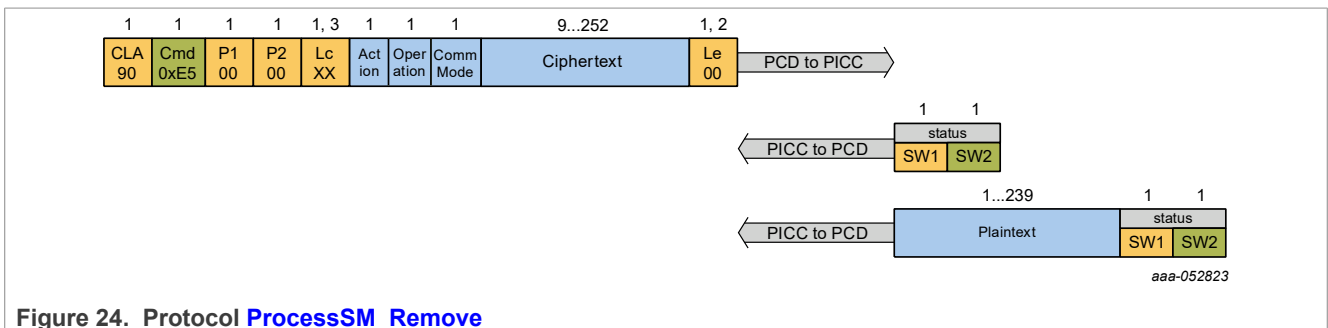 1 1 1 1 1, 3 1 1 1 9...252 1, 2
CLA 90 Cmd 0xE5 P1 00 P2 00 Lc XX Act ion Oper ation Comm Mode Ciphertext Le 00 PCD to PICC
1 1
status
PICC to PCD SW1 SW2
1...239 1 1
status
PICC to PCD Plaintext SW1 SW2
aaa-052823
Figure 24. Protocol ProcessSM_Remove